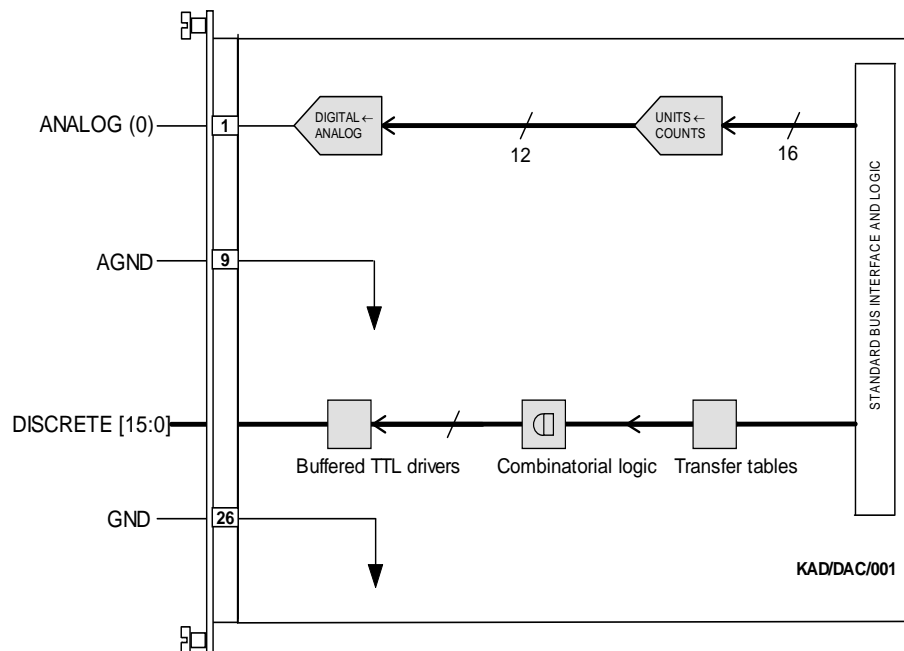 ANALOG (0)
1
DIGITAL ←
ANALOG
12
UNITS ←
COUNTS
16
STANDARD BUS INTERFACE AND LOGIC
AGND
9
DISCRETE [15:0]
Buffered TTL drivers
Combinatorial logic
Transfer tables
GND
26
KAD/DAC/001